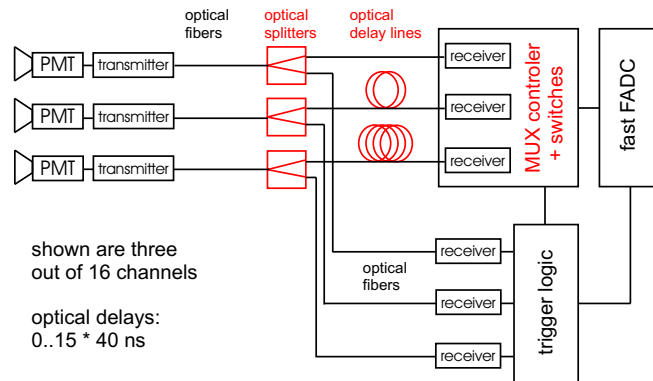 optical
fibers
optical
splitters
optical
delay lines
PMT
transmitter
receiver
PMT
transmitter
receiver
PMT
transmitter
receiver
MUX controler
+ switches
fast FADC
shown are three
out of 16 channels
optical delays:
0..15 * 40 ns
optical
fibers
receiver
receiver
receiver
trigger logic